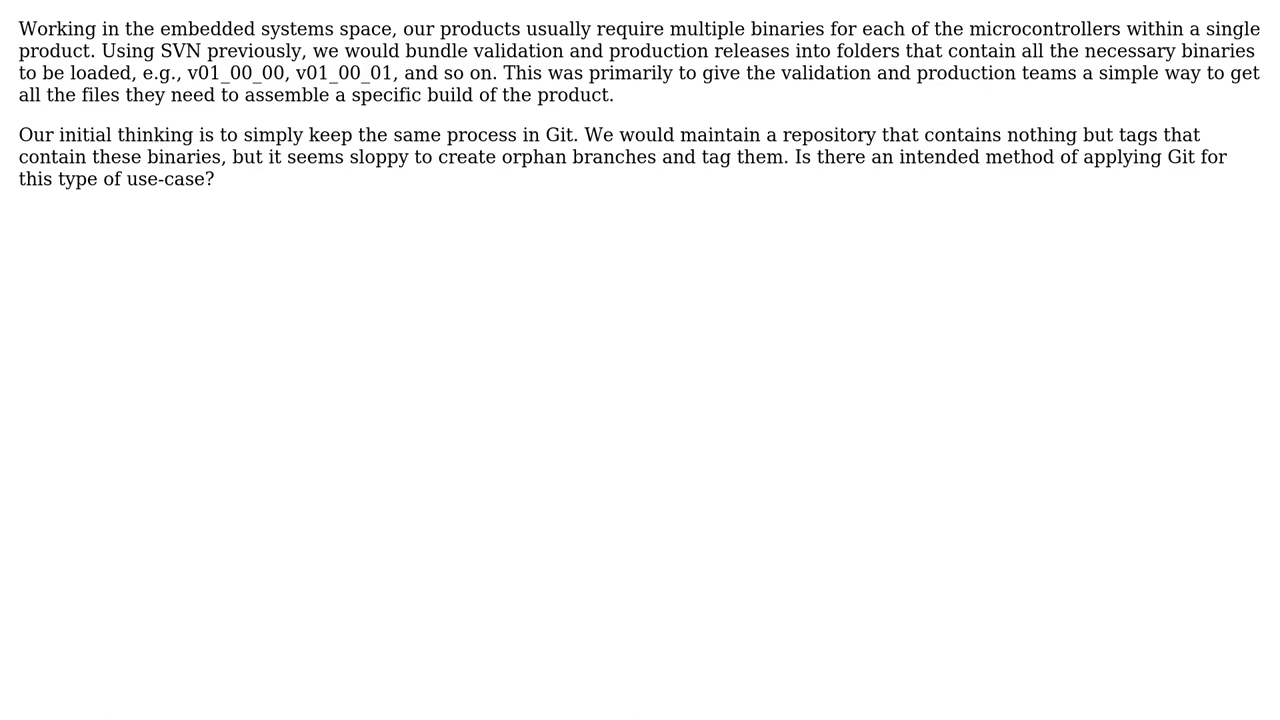 Working in the embedded systems space, our products usually require multiple binaries for each of the microcontrollers within a single
product. Using SVN previously, we would bundle validation and production releases into folders that contain all the necessary binaries
to be loaded, e.g., v01_00_00, v01_00_01, and so on. This was primarily to give the validation and production teams a simple way to get
all the files they need to assemble a specific build of the product.
Our initial thinking is to simply keep the same process in Git. We would maintain a repository that contains nothing but tags that
contain these binaries, but it seems sloppy to create orphan branches and tag them. Is there an intended method of applying Git for
this type of use-case?